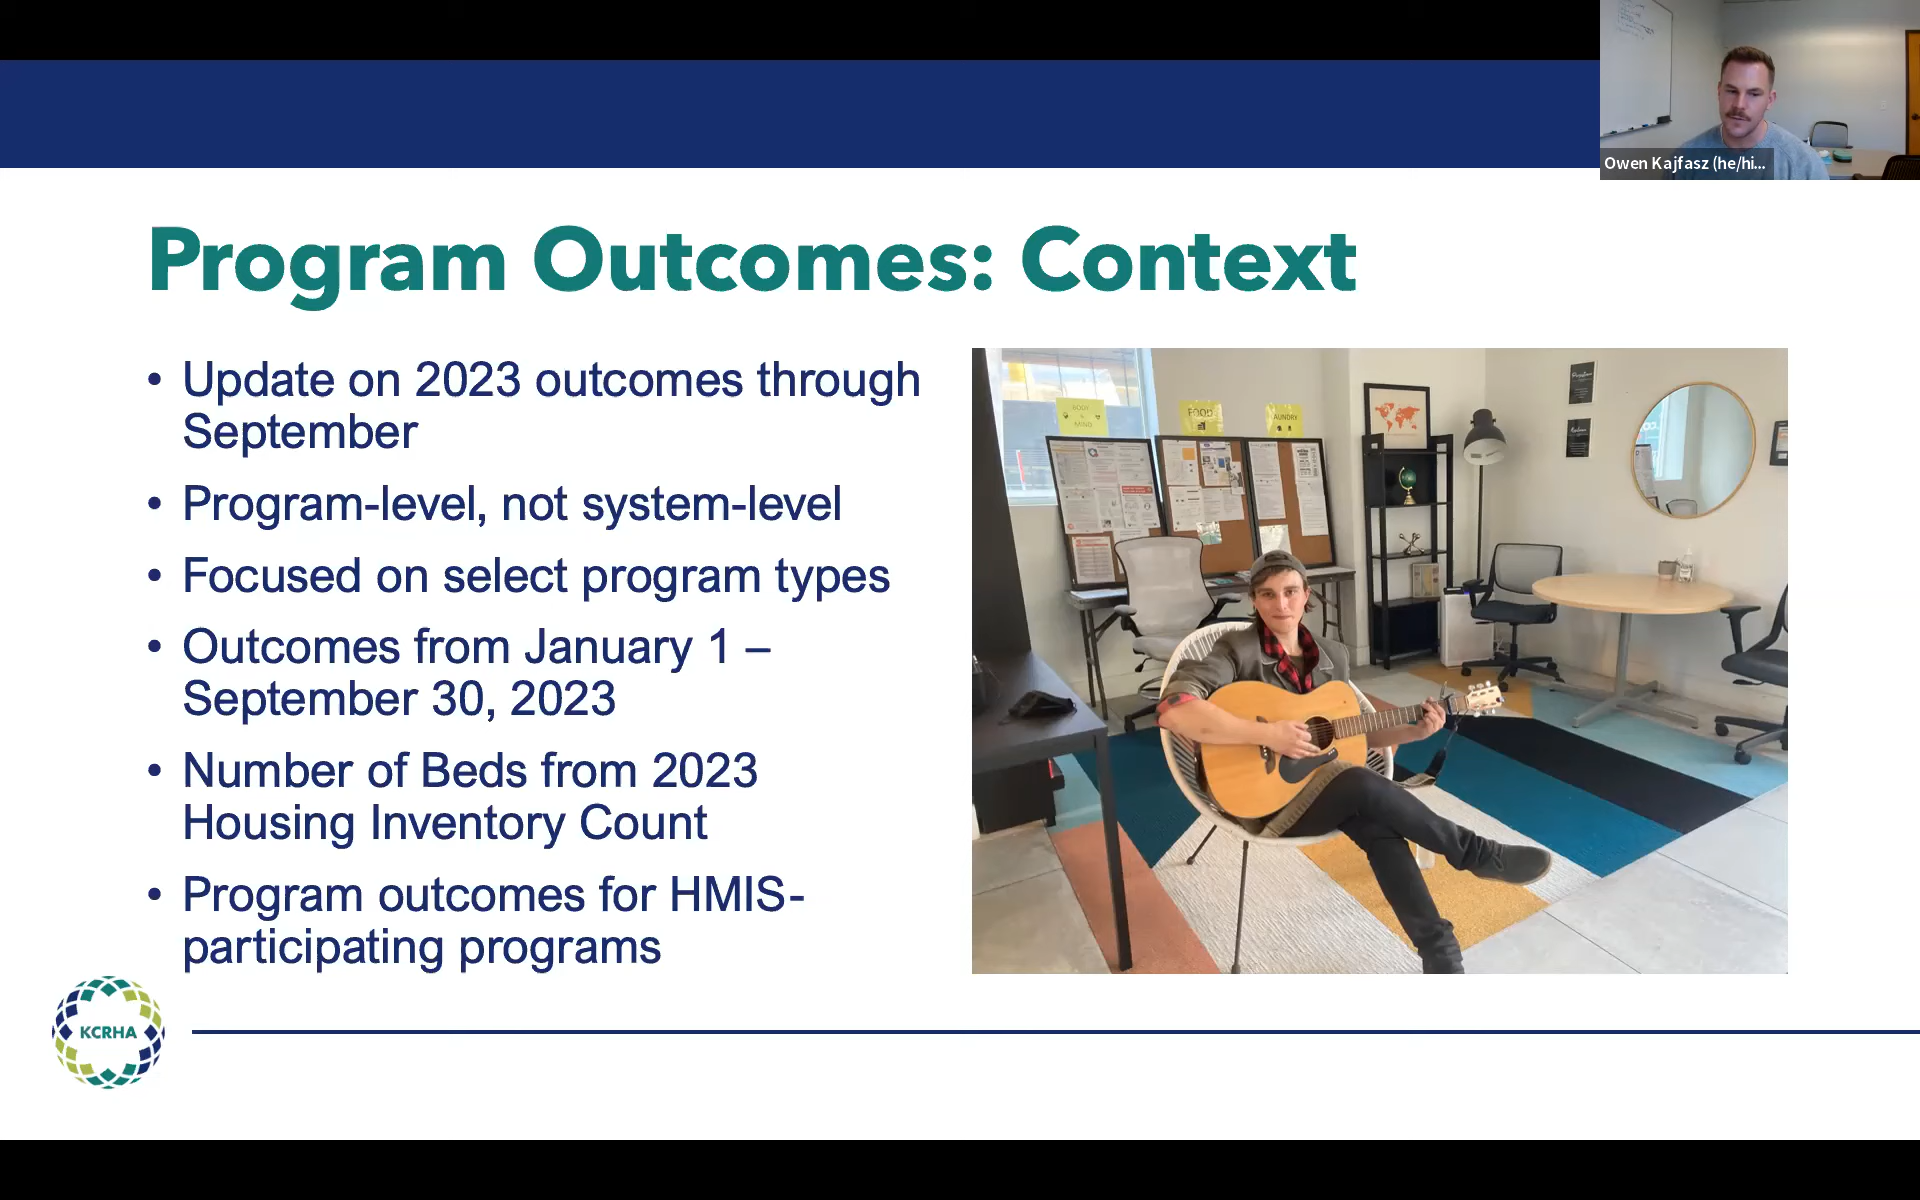 Owen Kajfasz (he/hi...
Program Outcomes: Context
• Update on 2023 outcomes through
September
• Program-level, not system-level
• Focused on select program types
• Outcomes from January 1 –
September 30, 2023
• Number of Beds from 2023
Housing Inventory Count
• Program outcomes for HMIS-
participating programs
BODY
&
MIND
FOOD
LAUNDRY
KCRHA